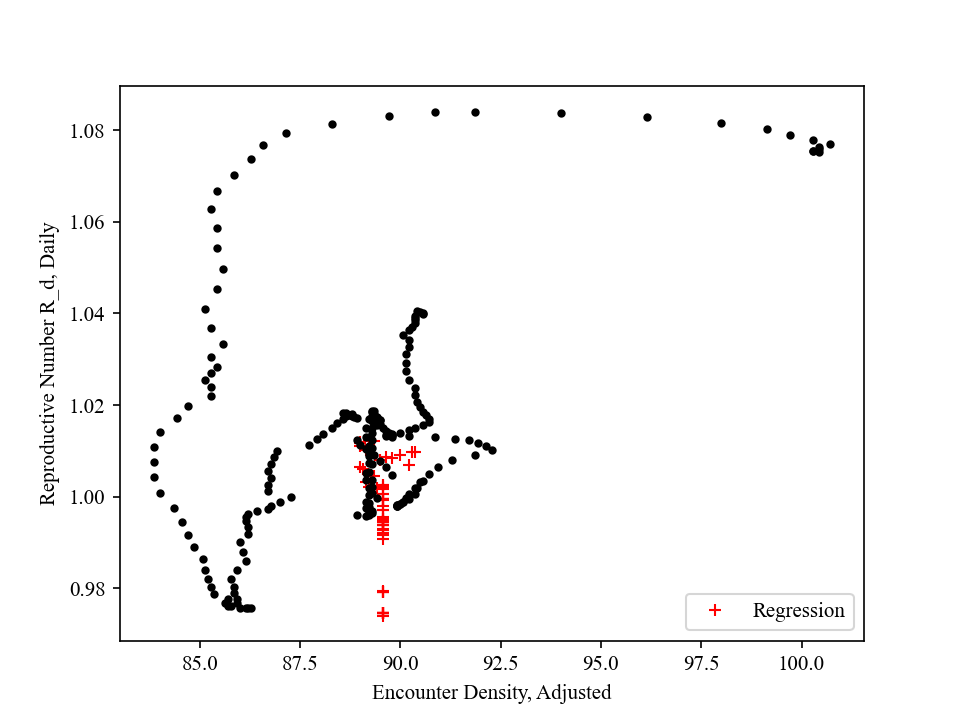 1.08
1.06
1.04
1.02
1.00
0.98
Reproductive Number R_d, Daily
Regression
85.0 87.5 90.0 92.5 95.0 97.5 100.0
Encounter Density, Adjusted